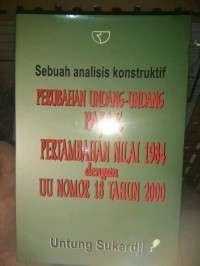 Sebuah analisis konstruktif
PERUBAHAN UNDANG-UNDANG
PAJAK
PERTAMBAHAN NILAI 1984
dengan
UU NOMOR 18 TAHUN 2000
Untung Sukardji